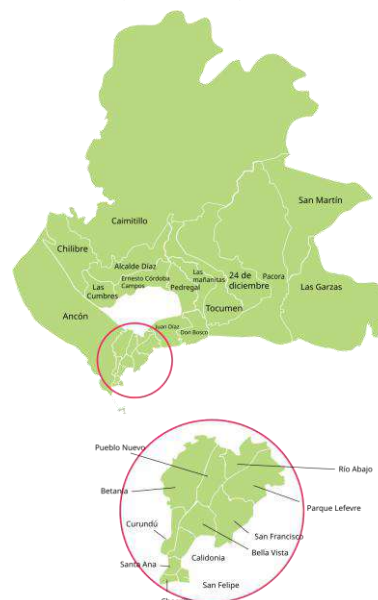 San Martín
Caimitillo
Chilibre
Alcalde Díaz
Ernesto Córdoba
Campos
Las
Cumbres
Las
mañanitas
Pedregal
24 de
diciembre
Pacora
Las Garzas
Tocumen
Ancón
Juan Díaz
Don Bosco
Pueblo Nuevo
Río Abajo
Betania
Parque Lefevre
Curundú
San Francisco
Bella Vista
Calidonia
Santa Ana
San Felipe